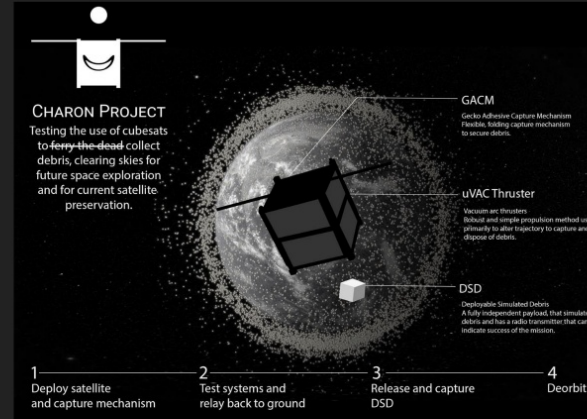 CHARON PROJECT
Testing the use of cubesats
to ferry the dead collect
debris, clearing skies for
future space exploration
and for current satellite
preservation.
GACM
Gecko Adhesive Capture Mechanism
Flexible, folding capture mechanism
to secure debris.
uVAC Thruster
Vacuum arc thrusters
Robust and simple propulsion method us
primarily to alter trajectory to capture and
dispose of debris.
DSD
Deployable Simulated Debris
A fully independent payload, that simulate
debris and has a radio transmitter that can
indicate success of the mission.
1
Deploy satellite
and capture mechanism
2
Test systems and
relay back to ground
3
Release and capture
DSD
4
Deorbit